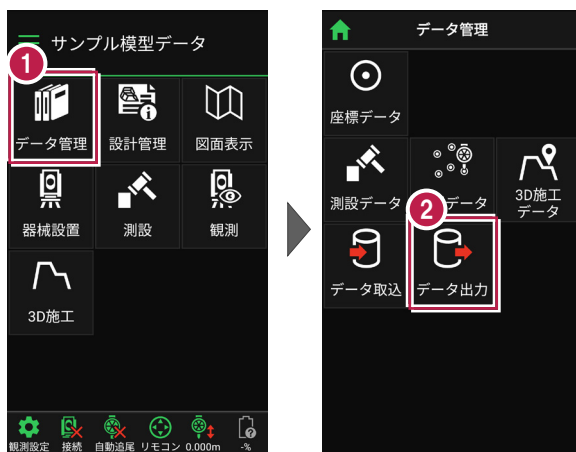 サンプル模型データ
1
データ管理
設計管理
図面表示
器械設置
測設
観測
3D施工
観測設定
接続
自動追尾
リモコン
0.000m
-%
データ管理
座標データ
測設データ
2
データ
3D施工
データ
データ取込
データ出力